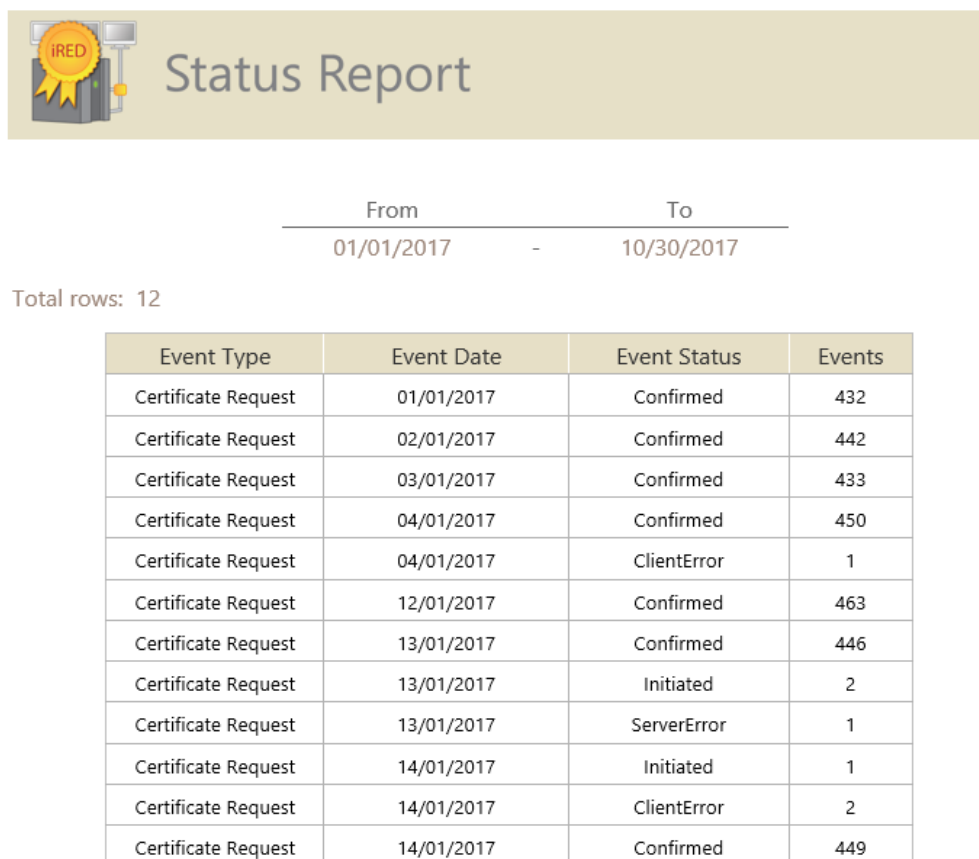 iRED
Status Report
From To
01/01/2017 - 10/30/2017
Total rows: 12
Event Type Event Date Event Status Events
Certificate Request 01/01/2017 Confirmed 432
Certificate Request 02/01/2017 Confirmed 442
Certificate Request 03/01/2017 Confirmed 433
Certificate Request 04/01/2017 Confirmed 450
Certificate Request 04/01/2017 ClientError 1
Certificate Request 12/01/2017 Confirmed 463
Certificate Request 13/01/2017 Confirmed 446
Certificate Request 13/01/2017 Initiated 2
Certificate Request 13/01/2017 ServerError 1
Certificate Request 14/01/2017 Initiated 1
Certificate Request 14/01/2017 ClientError 2
Certificate Request 14/01/2017 Confirmed 449